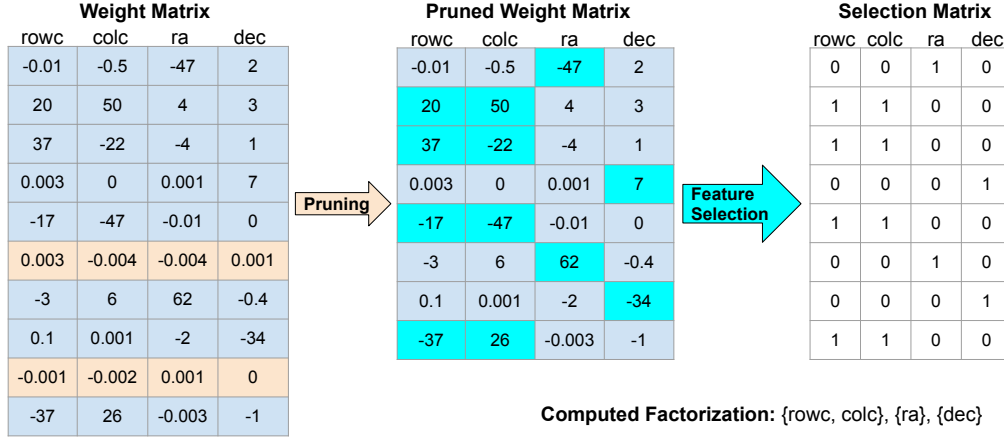 Weight Matrix Pruned Weight Matrix Selection Matrix
rowc colc ra dec rowc colc ra dec rowc colc ra dec
-0.01 -0.5 -47 2 -0.01 -0.5 -47 2 0 0 1 0
20 50 4 3 20 50 4 3 1 1 0 0
37 -22 -4 1 37 -22 -4 1 1 1 0 0
0.003 0 0.001 7 0.003 0 0.001 7 0 0 0 1
Pruning
Feature
Selection
-17 -47 -0.01 0 -17 -47 -0.01 0 1 1 0 0
0.003 -0.004 -0.004 0.001 -3 6 62 -0.4 0 0 1 0
-3 6 62 -0.4 0.1 0.001 -2 -34 0 0 0 1
0.1 0.001 -2 -34 -37 26 -0.003 -1 1 1 0 0
-0.001 -0.002 0.001 0
-37 26 -0.003 -1
Computed Factorization: {rowc, colc}, {ra}, {dec}